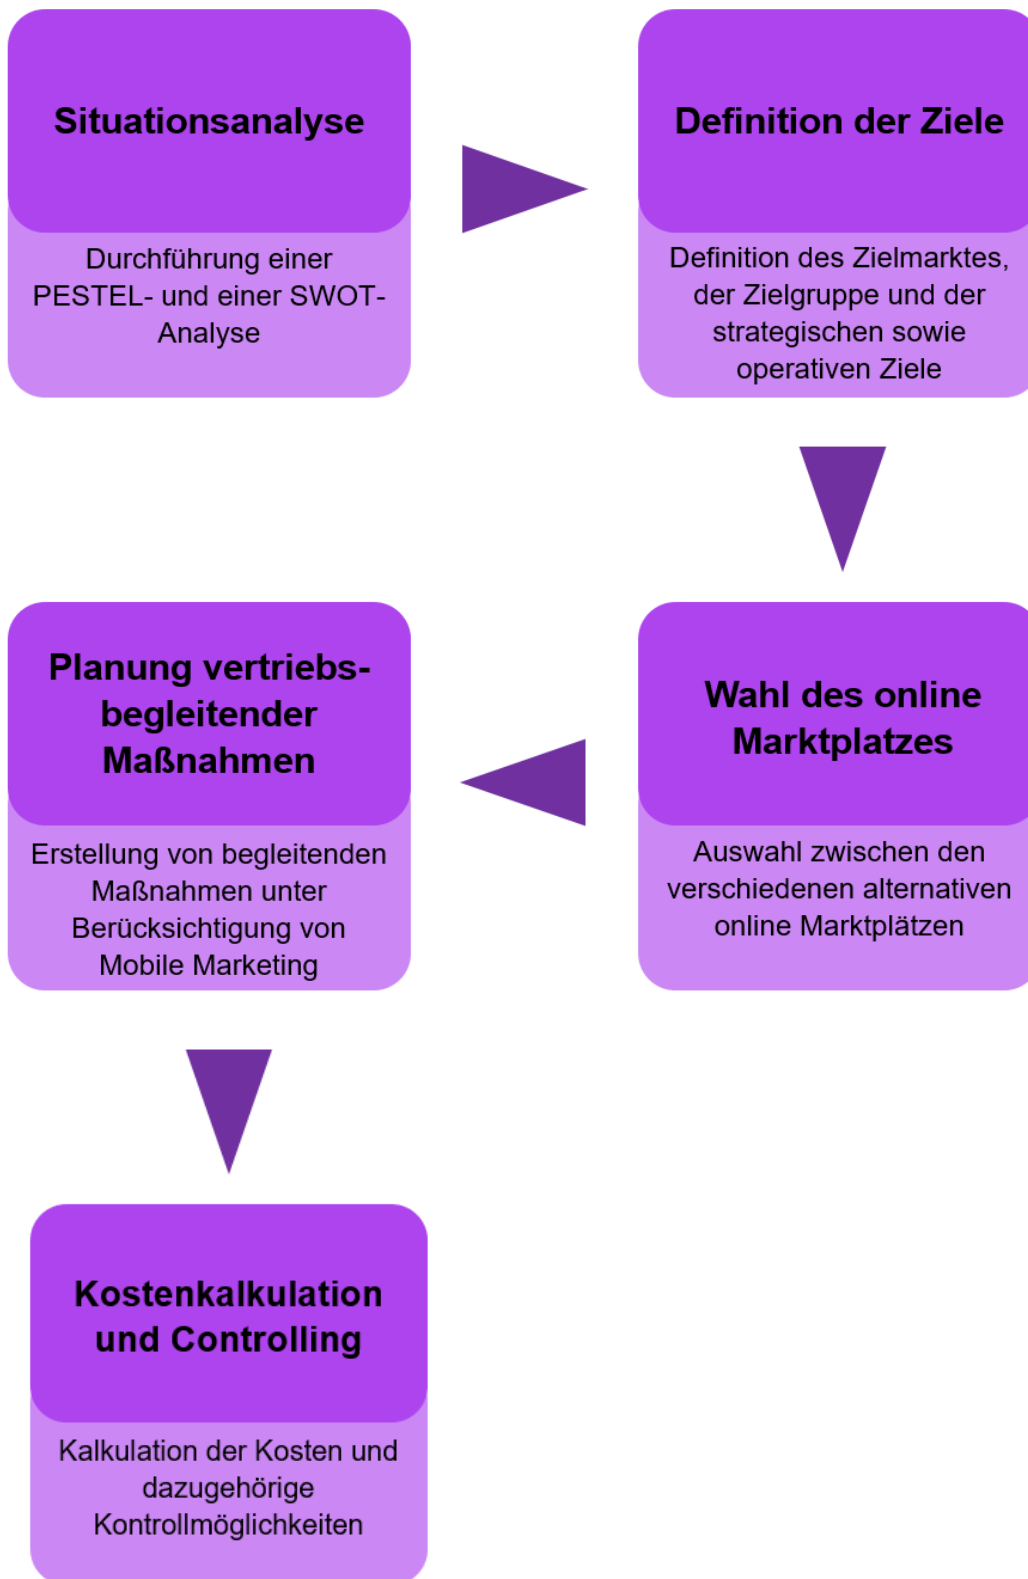 Situationsanalyse
Durchführung einer
PESTEL- und einer SWOT-
Analyse
Definition der Ziele
Definition des Zielmarktes,
der Zielgruppe und der
strategischen sowie
operativen Ziele
Wahl des online
Marktplatzes
Auswahl zwischen den
verschiedenen alternativen
online Marktplätzen
Planung vertriebs-
begleitender
Maßnahmen
Erstellung von begleitenden
Maßnahmen unter
Berücksichtigung von
Mobile Marketing
Kostenkalkulation
und Controlling
Kalkulation der Kosten und
dazugehörige
Kontrollmöglichkeiten